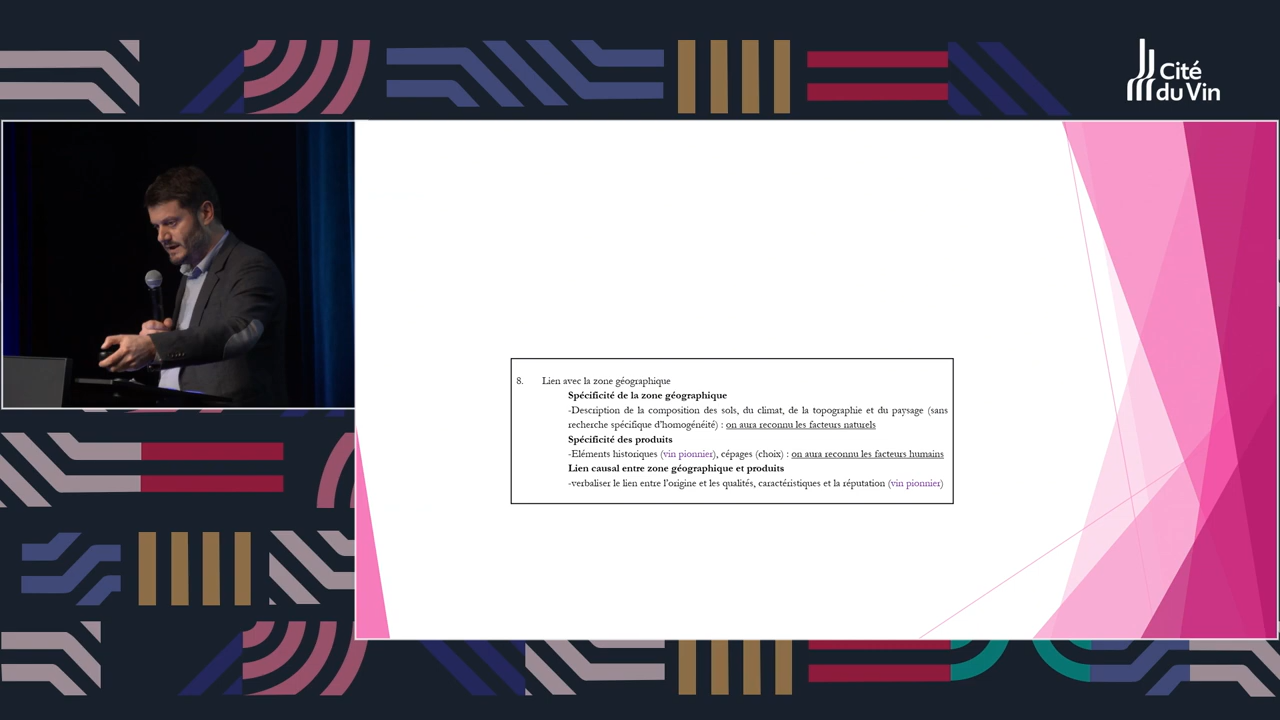 Cité
du Vin
8. Lien avec la zone géographique
Spécificité de la zone géographique
-Description de la composition des sols, du climat, de la topographie et du paysage (sans
recherche spécifique d'homogénéité) : on aura reconnu les facteurs naturels
Spécificité des produits
-Eléments historiques (vin pionnier), cépages (choix) : on aura reconnu les facteurs humains
Lien causal entre zone géographique et produits
-verbaliser le lien entre l'origine et les qualités, caractéristiques et la réputation (vin pionnier)